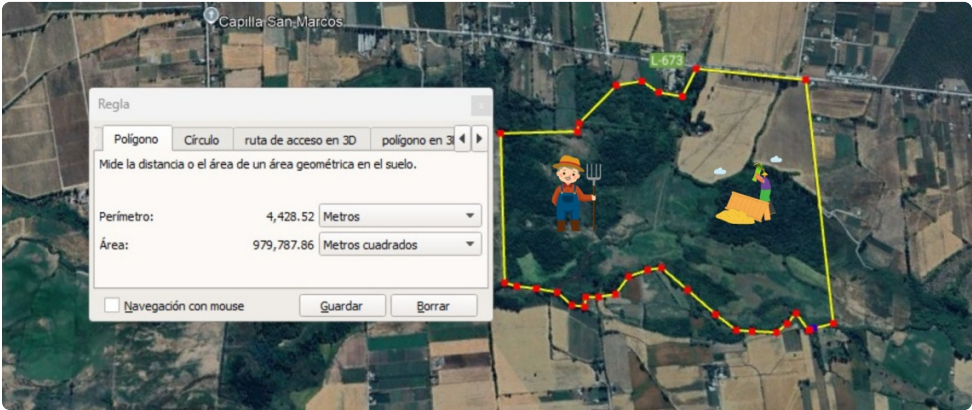 Capilla San Marcos
L-673
Regla
x
Polígono
Círculo
ruta de acceso en 3D
polígono en 3
Mide la distancia o el área de un área geométrica en el suelo.
Perímetro: 4,428.52 Metros
Área: 979,787.86 Metros cuadrados
Navegación con mouse
Guardar
Borrar